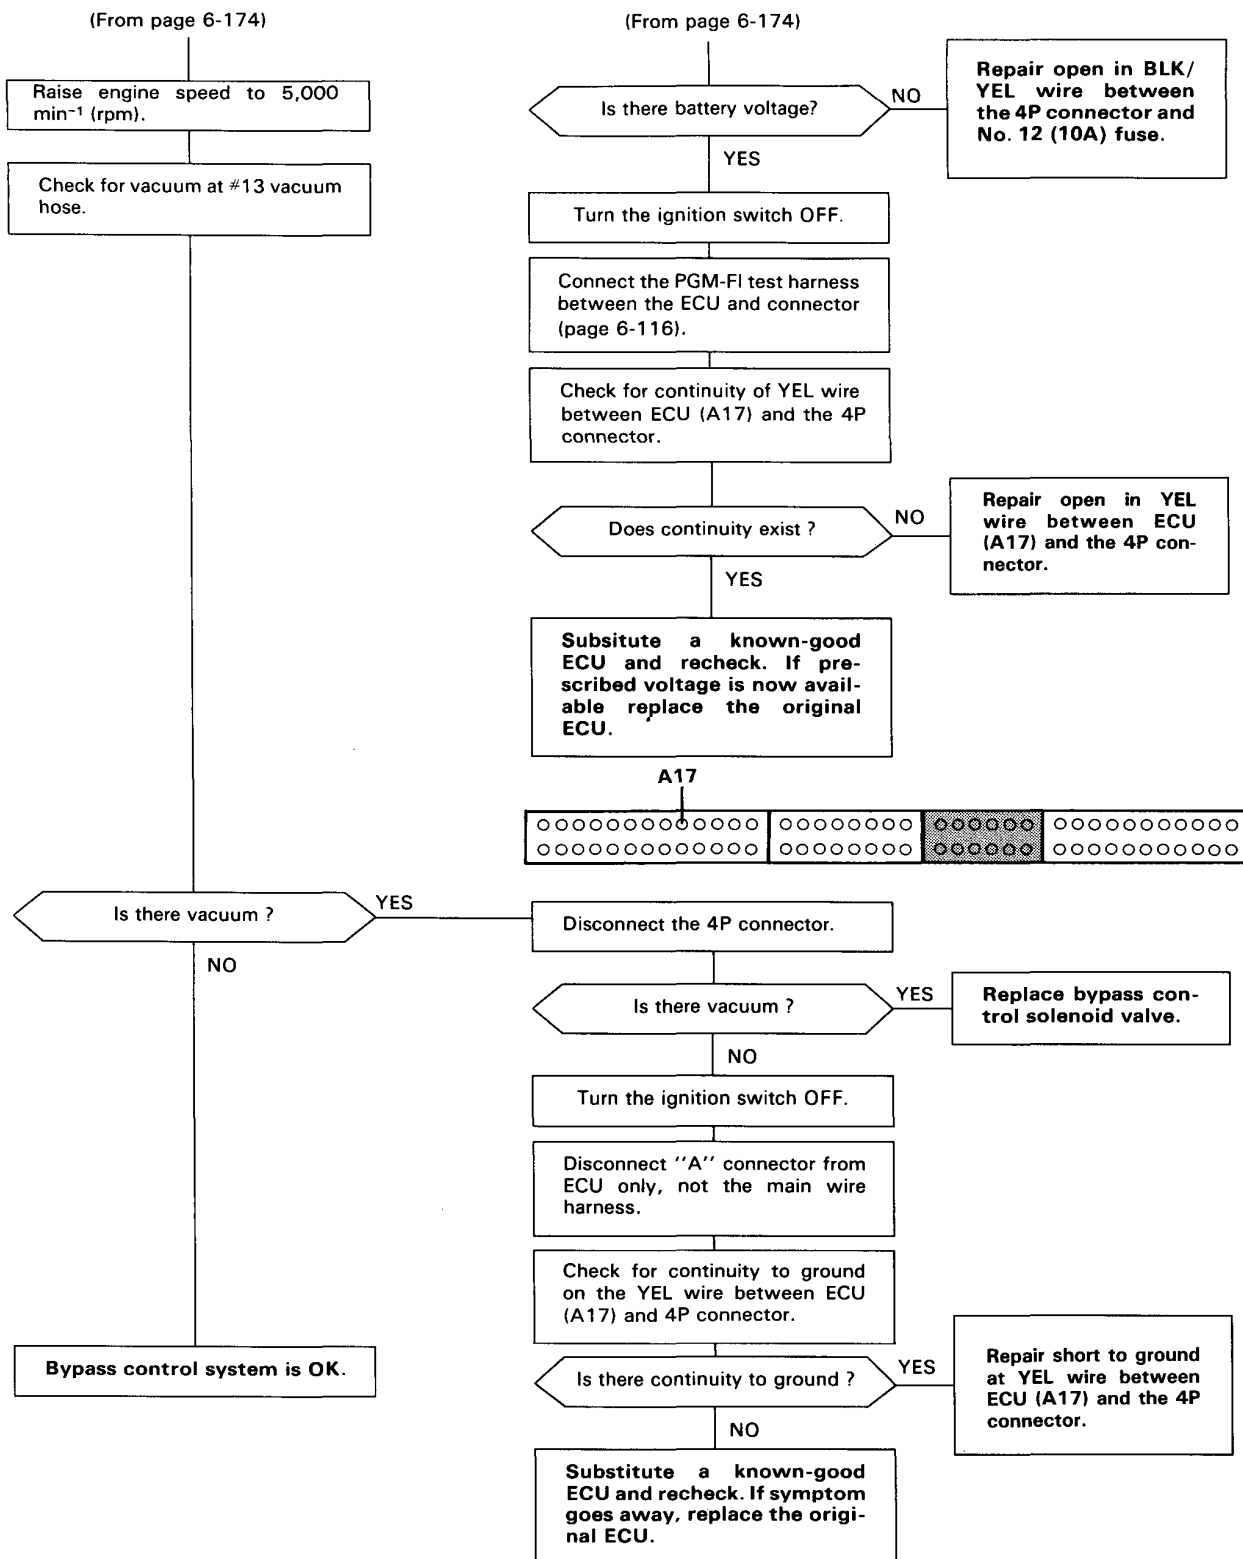 (From page 6-174)
Raise engine speed to 5,000
min⁻¹ (rpm).
Check for vacuum at #13 vacuum
hose.
(From page 6-174)
Is there battery voltage?
NO
Repair open in BLK/
YEL wire between
the 4P connector and
No. 12 (10A) fuse.
YES
Turn the ignition switch OFF.
Connect the PGM-FI test harness
between the ECU and connector
(page 6-116).
Check for continuity of YEL wire
between ECU (A17) and the 4P
connector.
Does continuity exist ?
NO
Repair open in YEL
wire between ECU
(A17) and the 4P con-
nector.
YES
Subsitute a known-good
ECU and recheck. If pre-
scribed voltage is now avail-
able replace the original
ECU.
A17
Is there vacuum ?
YES
NO
Disconnect the 4P connector.
Is there vacuum ?
YES
Replace bypass con-
trol solenoid valve.
NO
Turn the ignition switch OFF.
Disconnect "A" connector from
ECU only, not the main wire
harness.
Check for continuity to ground
on the YEL wire between ECU
(A17) and 4P connector.
Bypass control system is OK.
Is there continuity to ground ?
YES
Repair short to ground
at YEL wire between
ECU (A17) and the 4P
connector.
NO
Substitute a known-good
ECU and recheck. If symptom
goes away, replace the origi-
nal ECU.